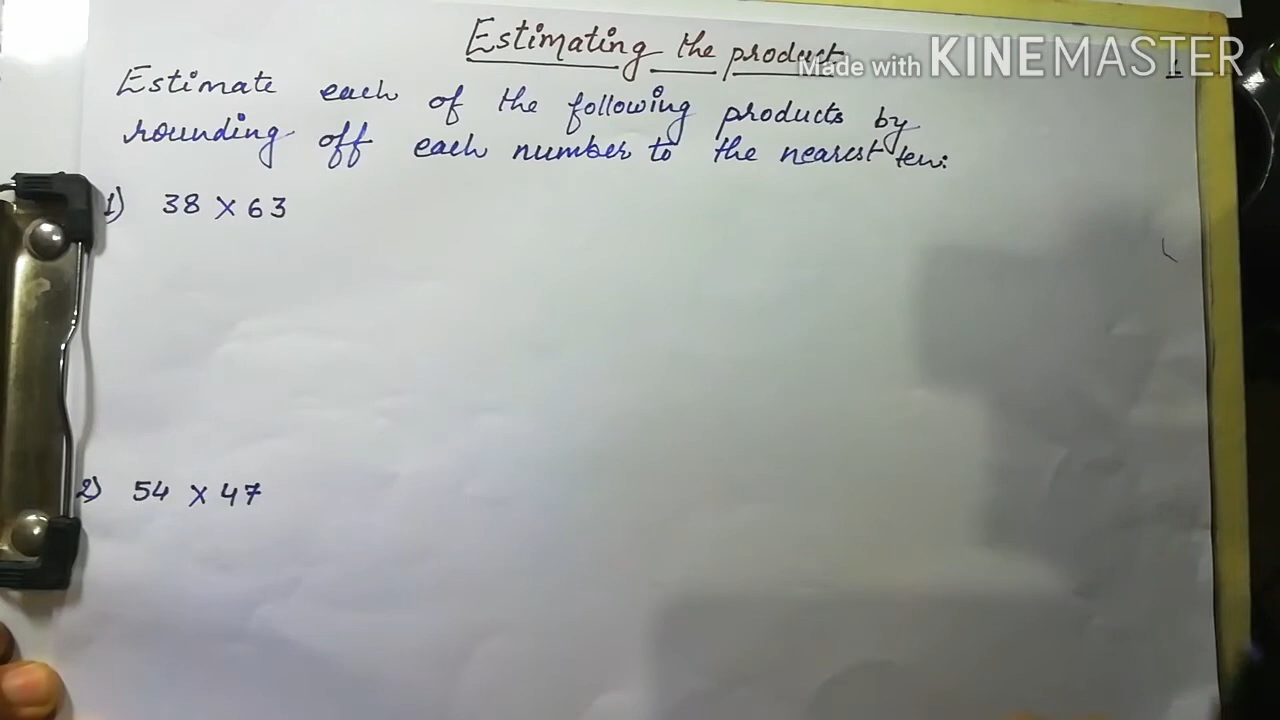 Estimating the product
Made with KINEMASTER
1
Estimate each of the following products by
rounding off each number to the nearest ten:
1) 38 × 63
2) 54 × 47